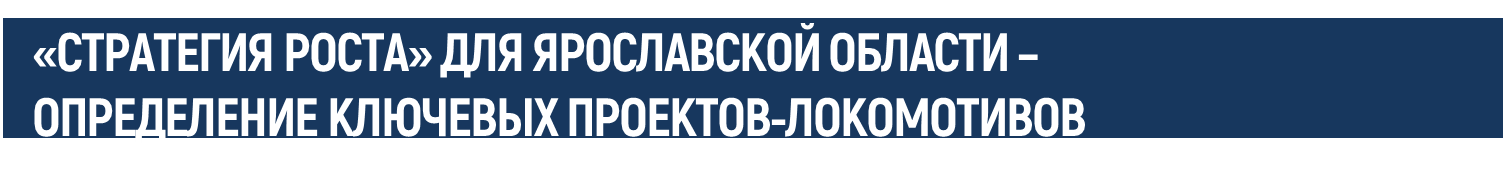 «СТРАТЕГИЯ РОСТА» ДЛЯ ЯРОСЛАВСКОЙ ОБЛАСТИ –
ОПРЕДЕЛЕНИЕ КЛЮЧЕВЫХ ПРОЕКТОВ-ЛОКОМОТИВОВ